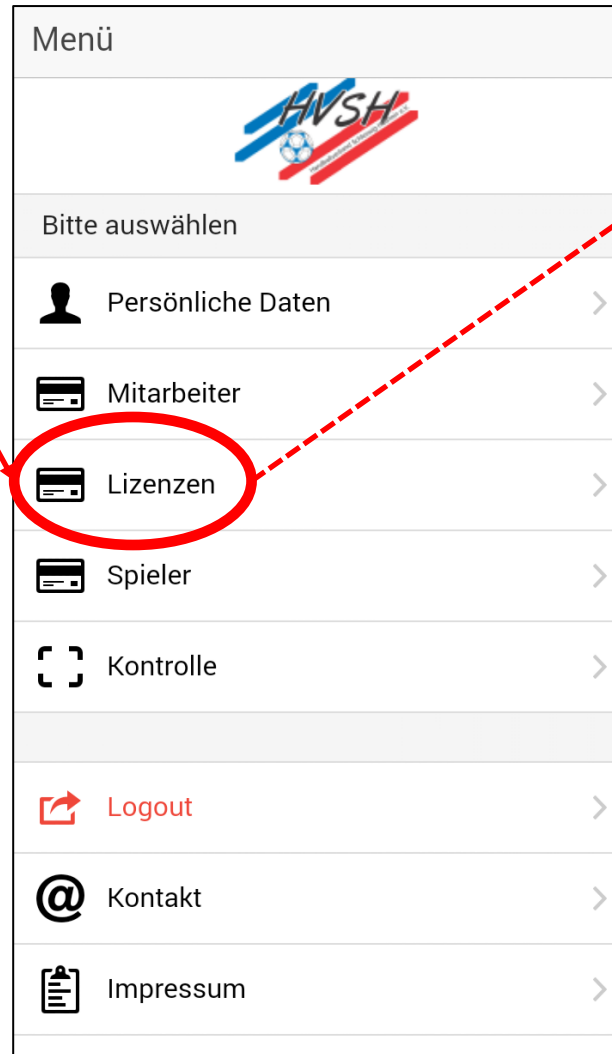 Menü
HVSH
Bitte auswählen
Persönliche Daten
Mitarbeiter
Lizenzen
Spieler
Kontrolle
Logout
@ Kontakt
Impressum